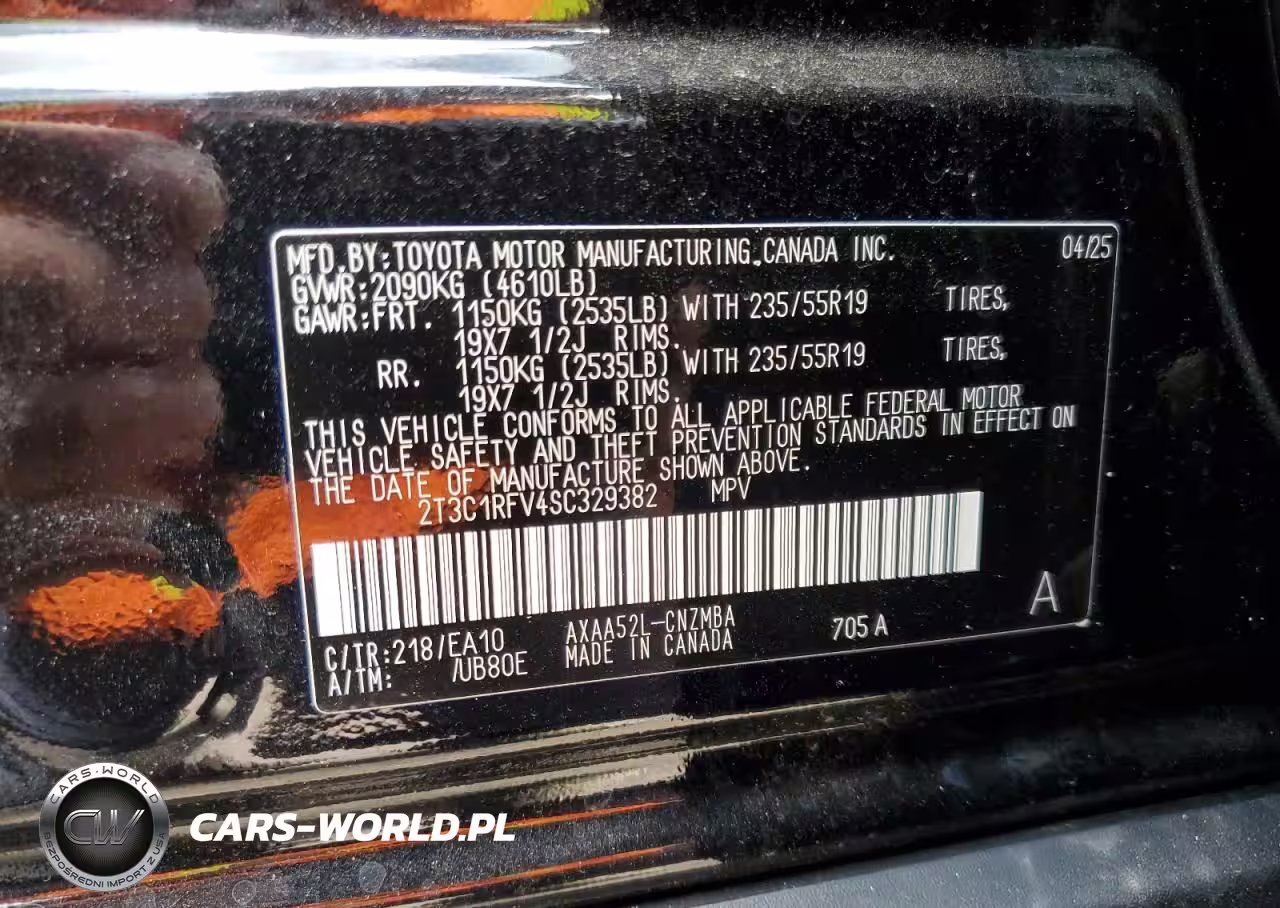 MFD. BY: TOYOTA MOTOR MANUFACTURING, CANADA INC. 04/25
GVWR: 2090KG (4610LB)
GAWR: FRT. 1150KG (2535LB) WITH 235/55R19 TIRES,
19X7 1/2J RIMS.
RR. 1150KG (2535LB) WITH 235/55R19 TIRES,
19X7 1/2J RIMS.
THIS VEHICLE CONFORMS TO ALL APPLICABLE FEDERAL MOTOR
VEHICLE SAFETY AND THEFT PREVENTION STANDARDS IN EFFECT ON
THE DATE OF MANUFACTURE SHOWN ABOVE.
2T3C1RFV4SC329382 MPV
A
C/TR: 218/EA10 AXAA52L-CNZMBA 705 A
A/TM: /UB80E MADE IN CANADA
CARS-WORLD
CW
BEZPOŚREDNI IMPORT Z USA
CARS-WORLD.PL